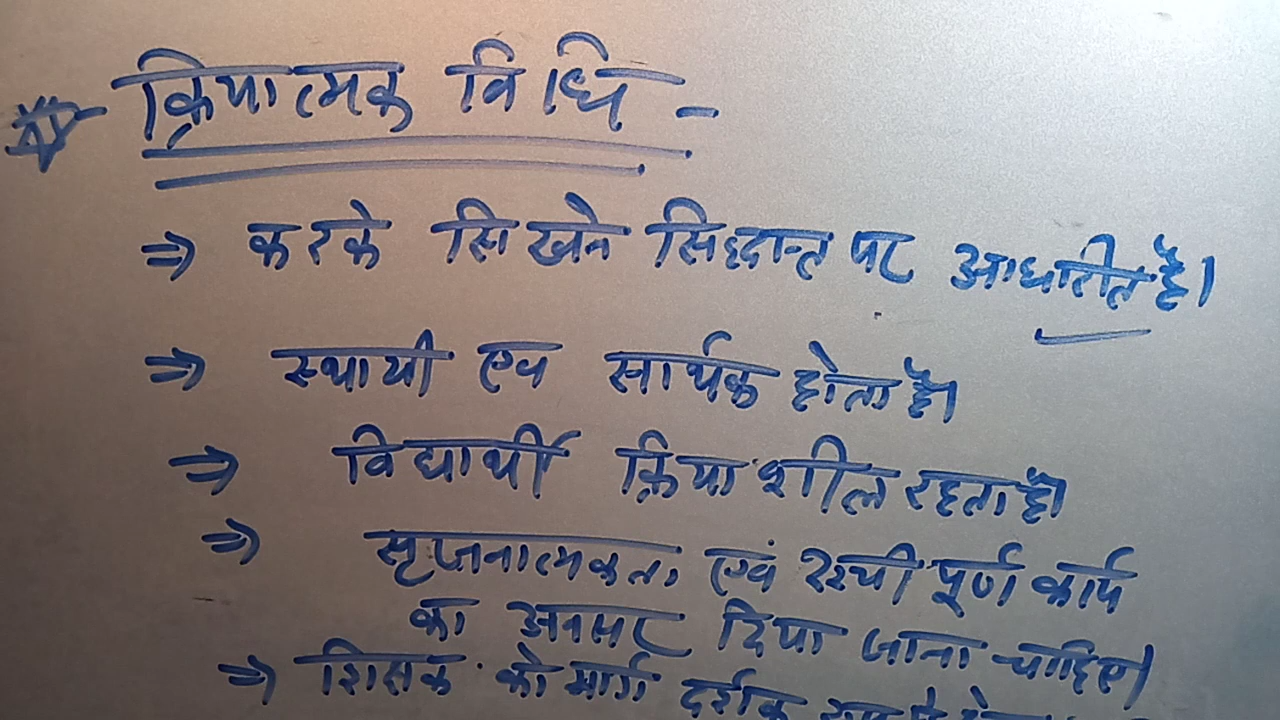 क्रियात्मक विधि -
⇒ करके सिखने सिद्धान्त पर आधारीत है।
⇒ स्थायी एव सार्थक होता है।
⇒ विद्यार्थी क्रियाशील रहता है।
⇒ सृजनात्मकता एवं रूची पूर्ण कार्य
का अवसर दिया जाना चाहिए।
⇒ शिक्षक को मार्ग दर्शक